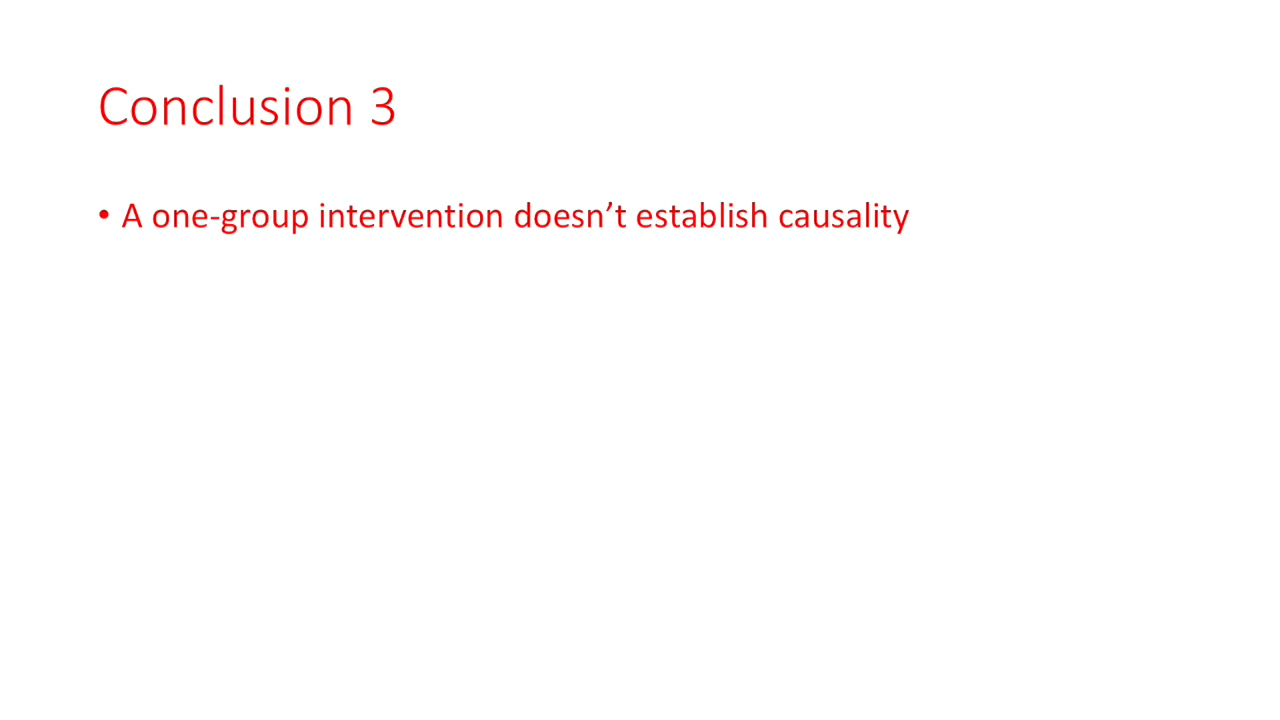 Conclusion 3
• A one-group intervention doesn’t establish causality